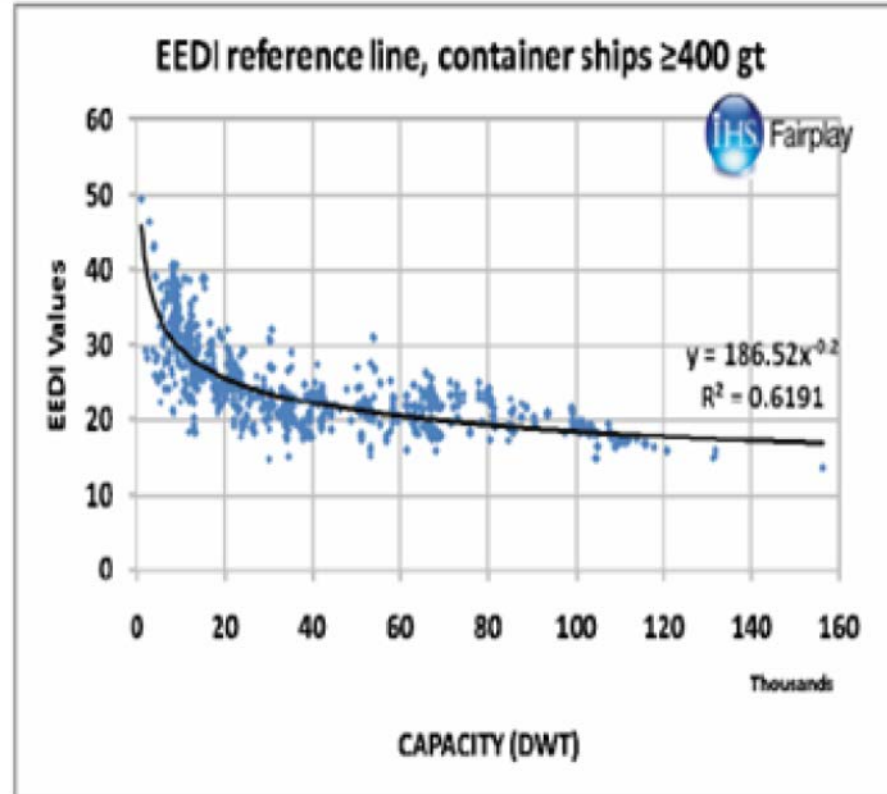 EEDI reference line, container ships ≥400 gt
iHS Fairplay
60
50
40
30
20
10
0
EEDI Values
y = 186.52x^-0.2
R² = 0.6191
0 20 40 60 80 100 120 140 160
Thousands
CAPACITY (DWT)